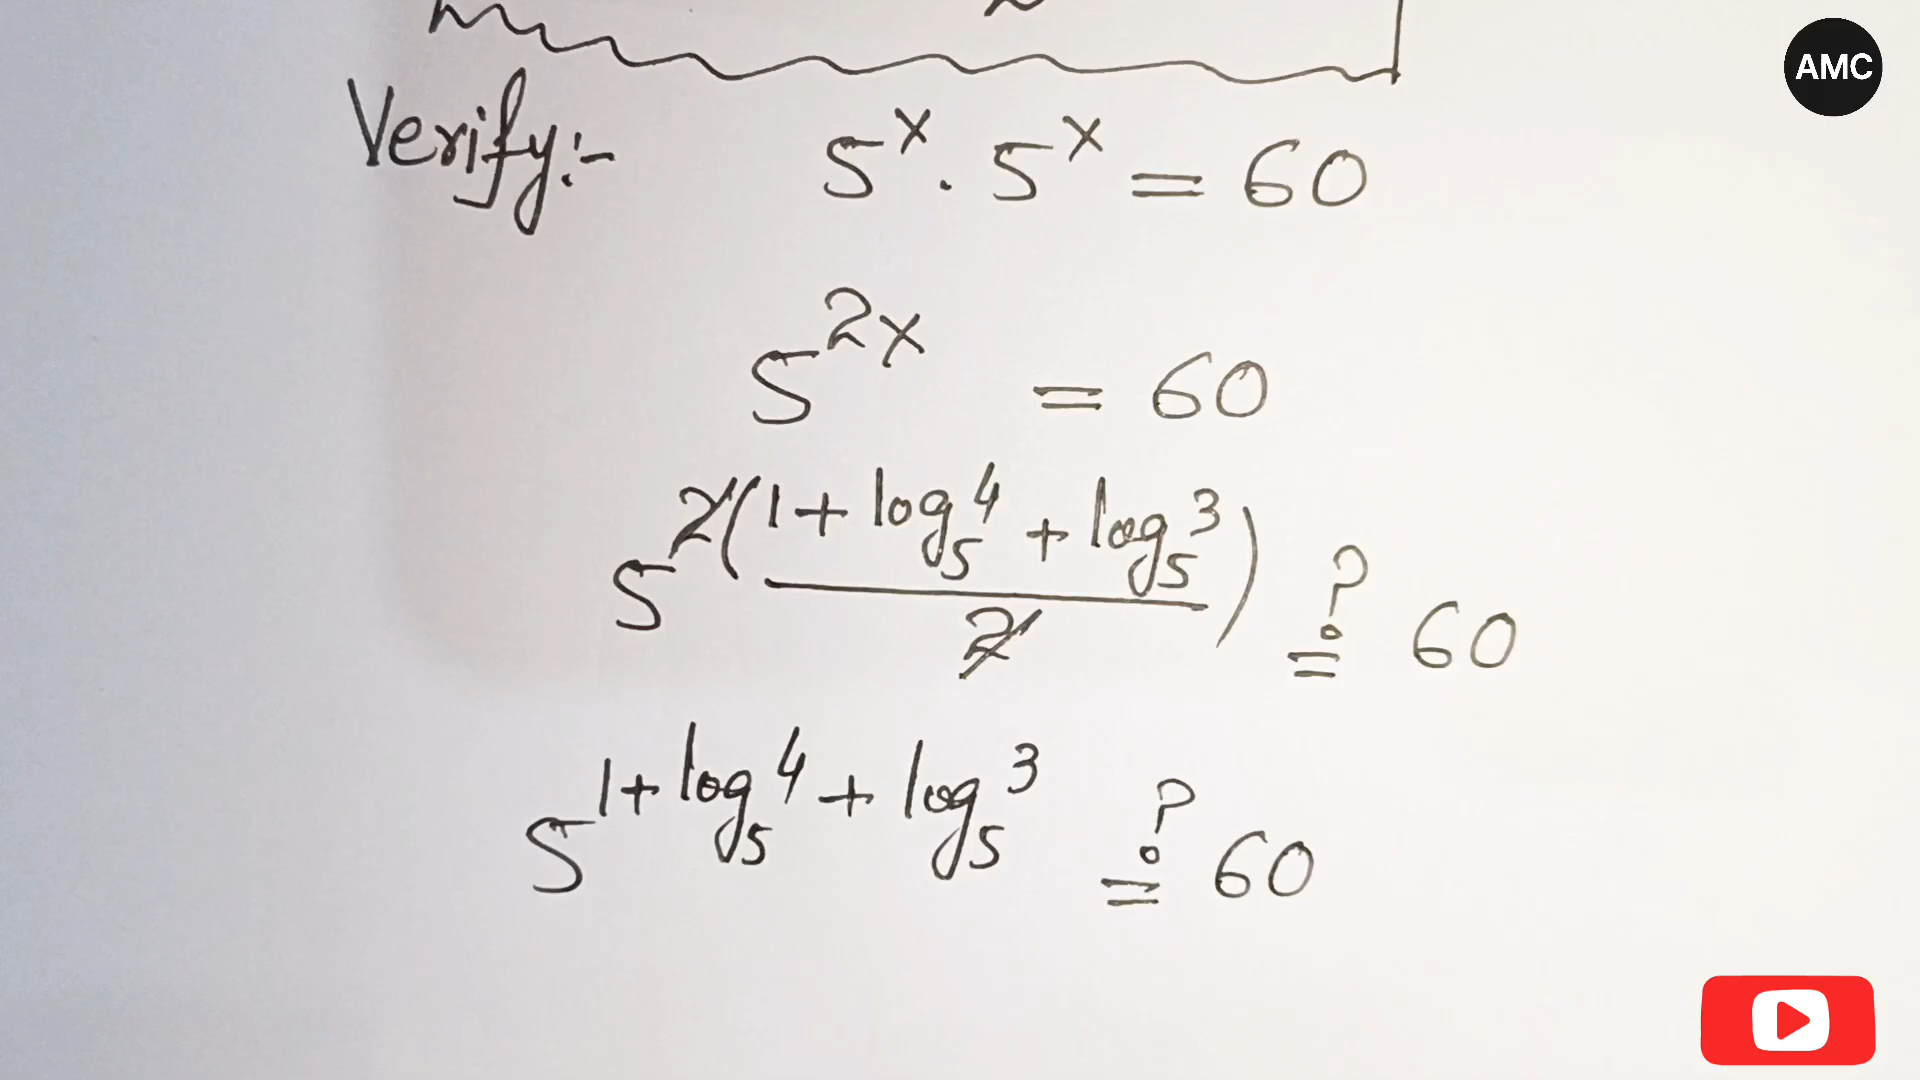 AMC
Verify:- 5^x . 5^x = 60
5^2x = 60
5^2(1 + log_5 4 + log_5 3 / 2) ?= 60
5^1 + log_5 4 + log_5 3 ?= 60